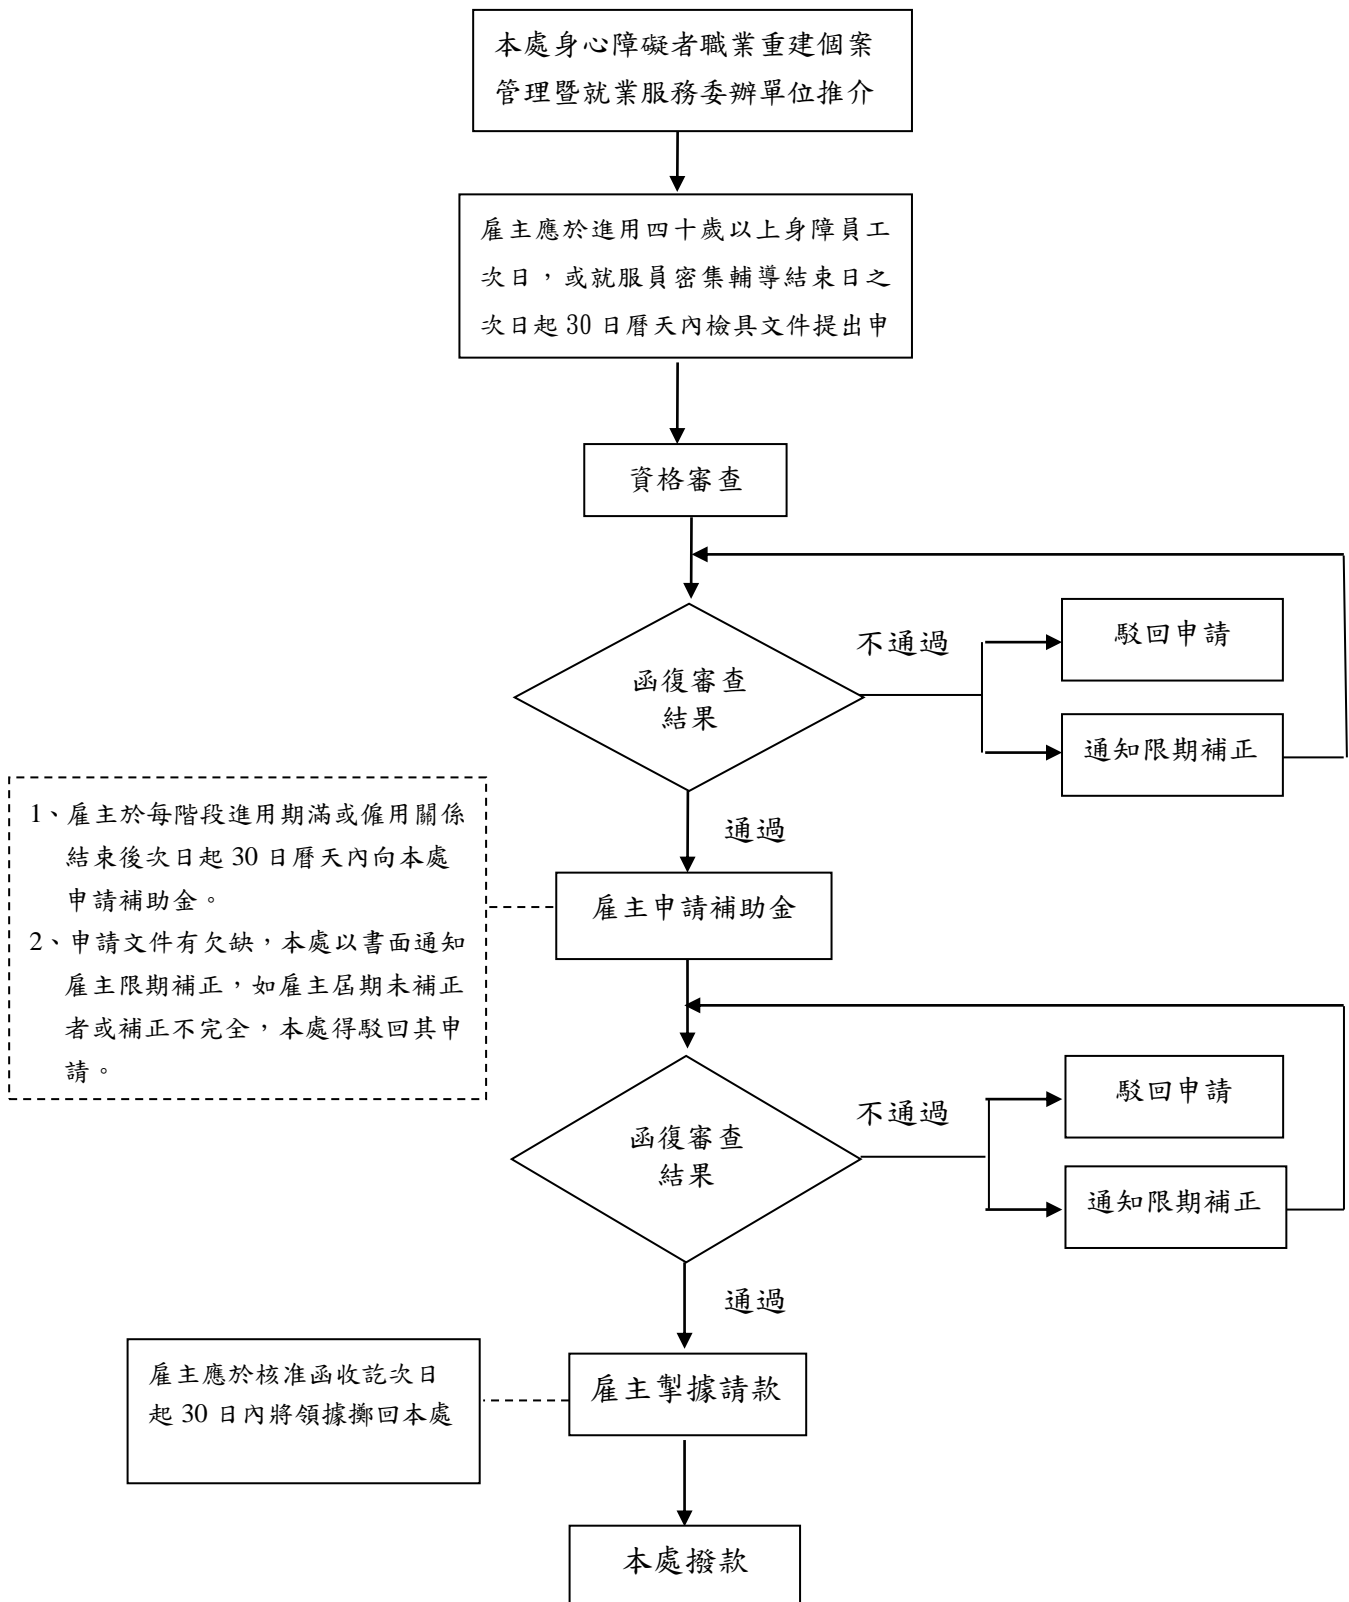 本處身心障礙者職業重建個案
管理暨就業服務委辦單位推介
雇主應於進用四十歲以上身障員工
次日，或就服員密集輔導結束日之
次日起 30 日曆天內檢具文件提出申
資格審查
函復審查
結果
不通過
駁回申請
通知限期補正
通過
1、雇主於每階段進用期滿或僱用關係
結束後次日起 30 日曆天內向本處
申請補助金。
2、申請文件有欠缺，本處以書面通知
雇主限期補正，如雇主屆期未補正
者或補正不完全，本處得駁回其申
請。
雇主申請補助金
函復審查
結果
不通過
駁回申請
通知限期補正
通過
雇主應於核准函收訖次日
起 30 日內將領據擲回本處
雇主掣據請款
本處撥款